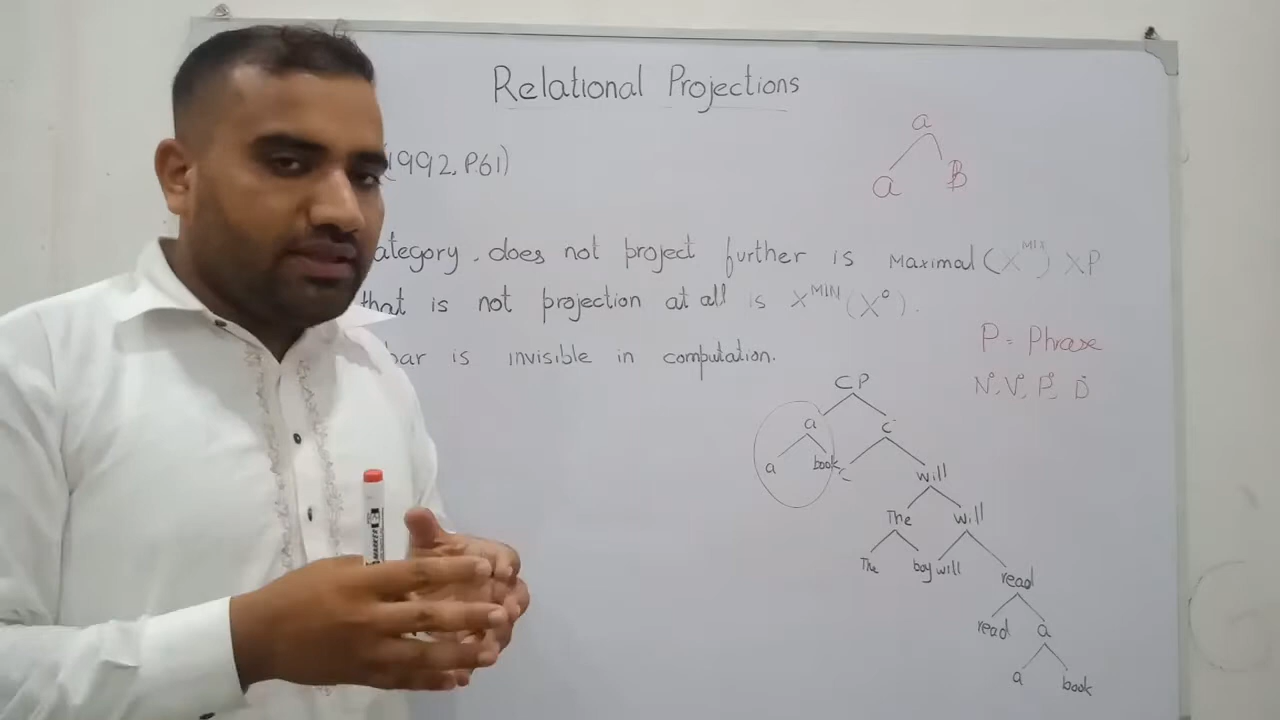 Relational Projections
(1992, P.61)
ategory, does not project further is Maximal (X) XP
that is not projection at all is X^MIN (X°).
bar is invisible in computation.
a
a B
P = Phrase
N°, V°, P°, D°
CP
a C'
a book C
will
The will
The boy will read
read a
a book